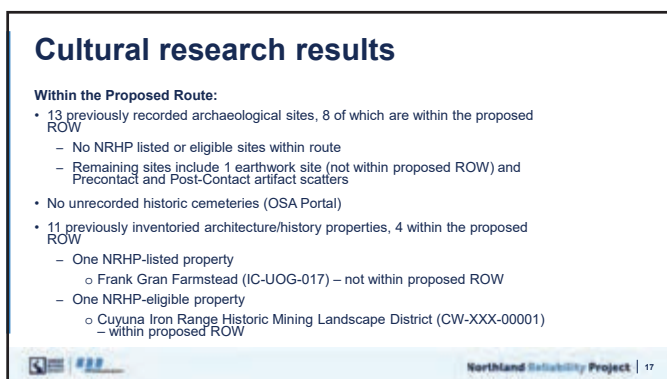 Cultural research results
Within the Proposed Route:
• 13 previously recorded archaeological sites, 8 of which are within the proposed
ROW
– No NRHP listed or eligible sites within route
– Remaining sites include 1 earthwork site (not within proposed ROW) and
Precontact and Post-Contact artifact scatters
• No unrecorded historic cemeteries (OSA Portal)
• 11 previously inventoried architecture/history properties, 4 within the proposed
ROW
– One NRHP-listed property
o Frank Gran Farmstead (IC-UOG-017) – not within proposed ROW
– One NRHP-eligible property
o Cuyuna Iron Range Historic Mining Landscape District (CW-XXX-00001)
– within proposed ROW
Northland Reliability Project | 17